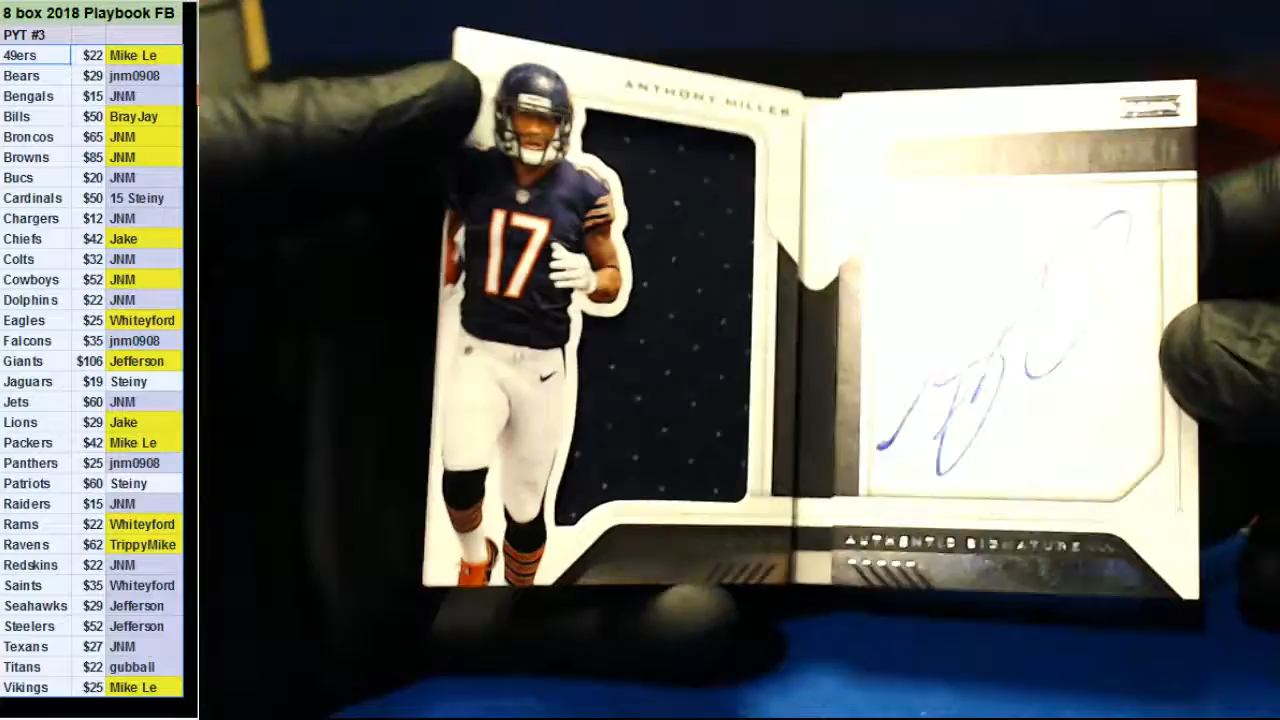 8 box 2018 Playbook FB
PYT #3
49ers $22 Mike Le
Bears $29 jnm0908
Bengals $15 JNM
Bills $50 BrayJay
Broncos $65 JNM
Browns $85 JNM
Bucs $20 JNM
Cardinals $50 15 Steiny
Chargers $12 JNM
Chiefs $42 Jake
Colts $32 JNM
Cowboys $52 JNM
Dolphins $22 JNM
Eagles $25 Whiteyford
Falcons $35 jnm0908
Giants $106 Jefferson
Jaguars $19 Steiny
Jets $60 JNM
Lions $29 Jake
Packers $42 Mike Le
Panthers $25 jnm0908
Patriots $60 Steiny
Raiders $15 JNM
Rams $22 Whiteyford
Ravens $62 TrippyMike
Redskins $22 JNM
Saints $35 Whiteyford
Seahawks $29 Jefferson
Steelers $52 Jefferson
Texans $27 JNM
Titans $22 gubball
Vikings $25 Mike Le
ANTHONY MILLER
17
AUTHENTIC SIGNATURE